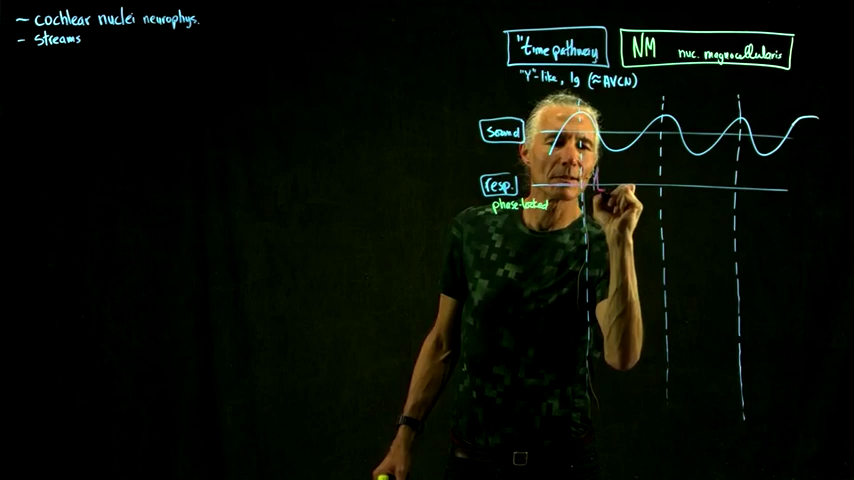 ~ cochlear nuclei neurophys.
- streams
"time pathway
NM nuc. magnocellularis
"Y"-like, lg (≈AVCN)
Sound
resp.
phase-locked